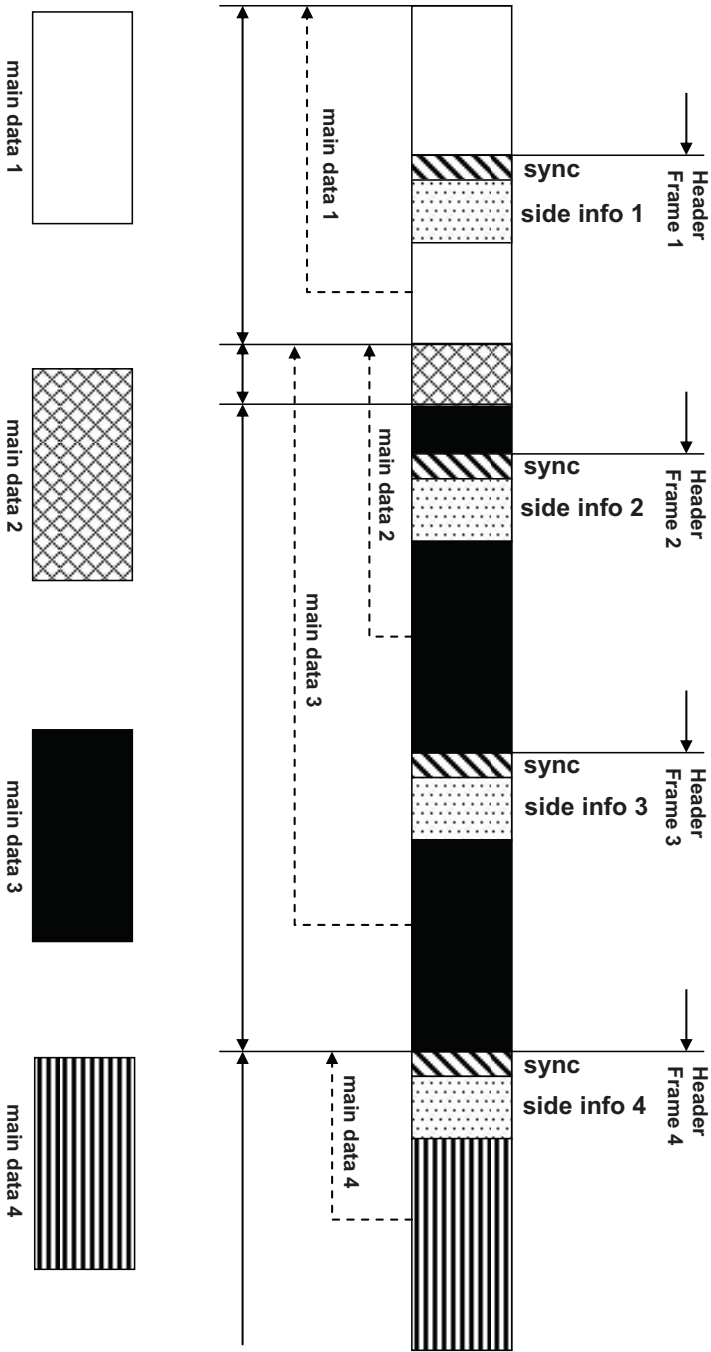 Header
Frame 1
Header
Frame 2
Header
Frame 3
Header
Frame 4
sync
side info 1
sync
side info 2
sync
side info 3
sync
side info 4
main data 1
main data 2
main data 3
main data 4
main data 1
main data 2
main data 3
main data 4